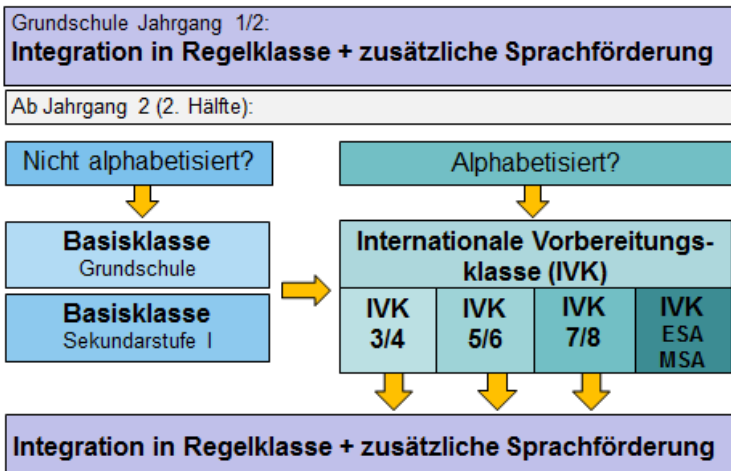 Grundschule Jahrgang 1/2:
Integration in Regelklasse + zusätzliche Sprachförderung
Ab Jahrgang 2 (2. Hälfte):
Nicht alphabetisiert?
Alphabetisiert?
Basisklasse
Grundschule
Basisklasse
Sekundarstufe I
Internationale Vorbereitungs-
klasse (IVK)
IVK
3/4
IVK
5/6
IVK
7/8
IVK
ESA
MSA
Integration in Regelklasse + zusätzliche Sprachförderung